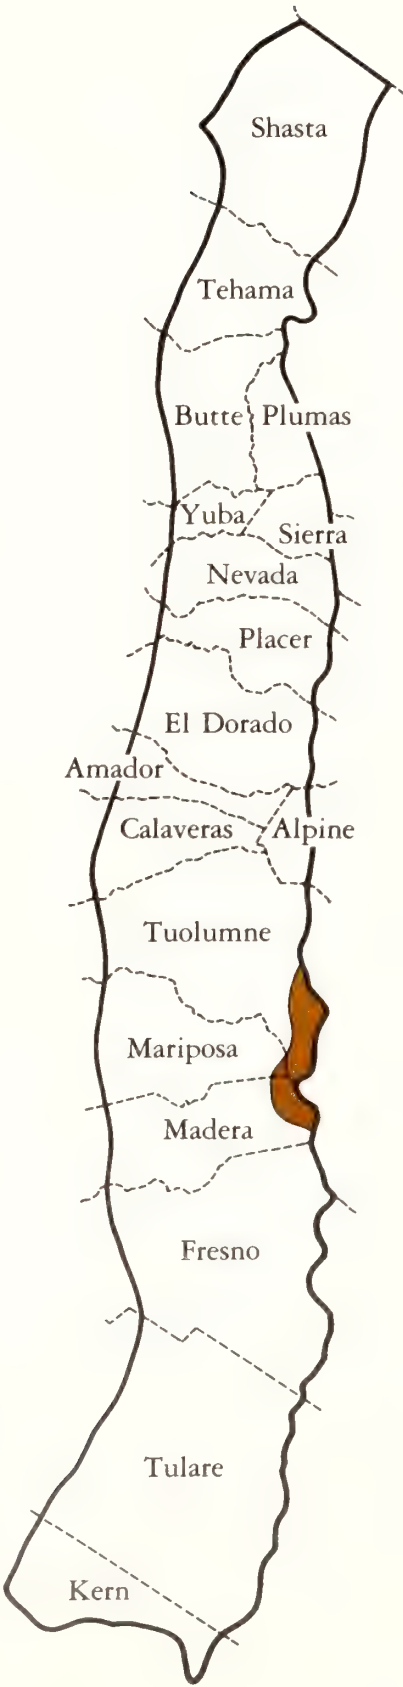 Shasta
Tehama
Butte Plumas
Yuba
Sierra
Nevada
Placer
El Dorado
Amador
Calaveras Alpine
Tuolumne
Mariposa
Madera
Fresno
Tulare
Kern